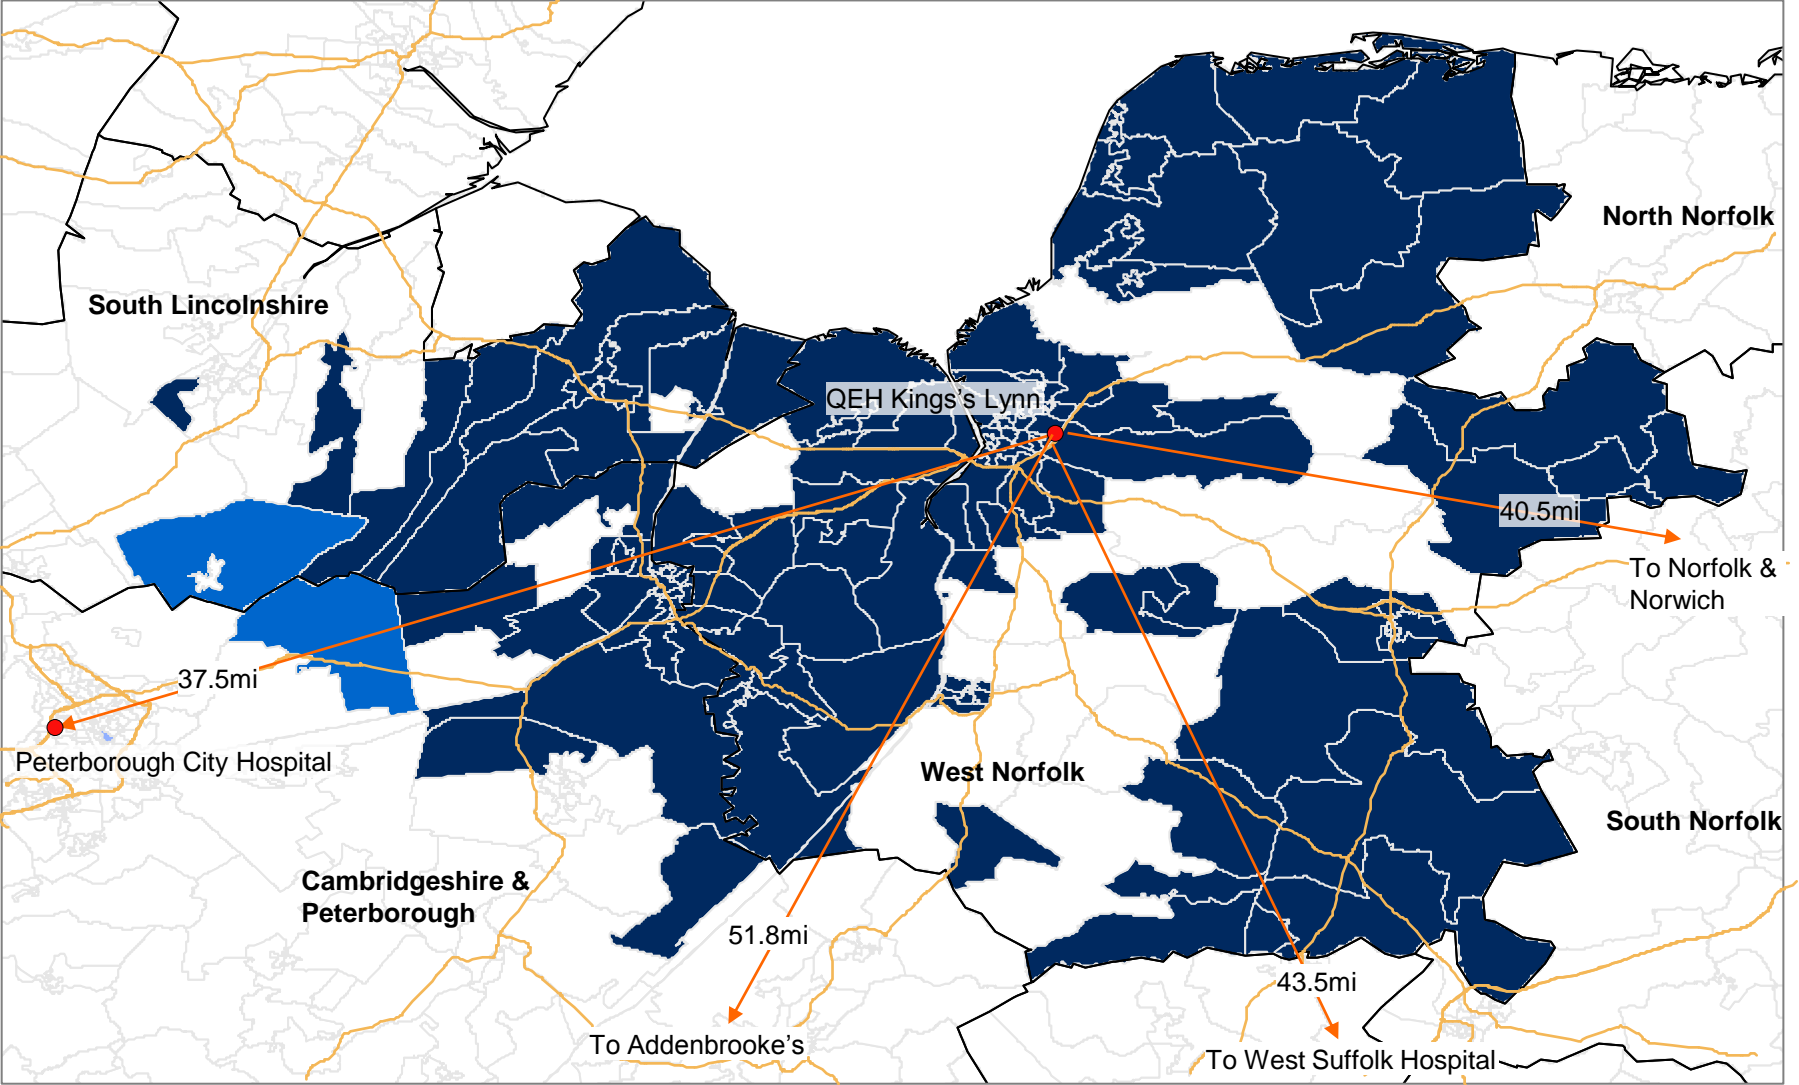 North Norfolk
South Lincolnshire
QEH Kings's Lynn
40.5mi
To Norfolk &
Norwich
37.5mi
Peterborough City Hospital
West Norfolk
South Norfolk
Cambridgeshire &
Peterborough
51.8mi
43.5mi
To Addenbrooke's
To West Suffolk Hospital